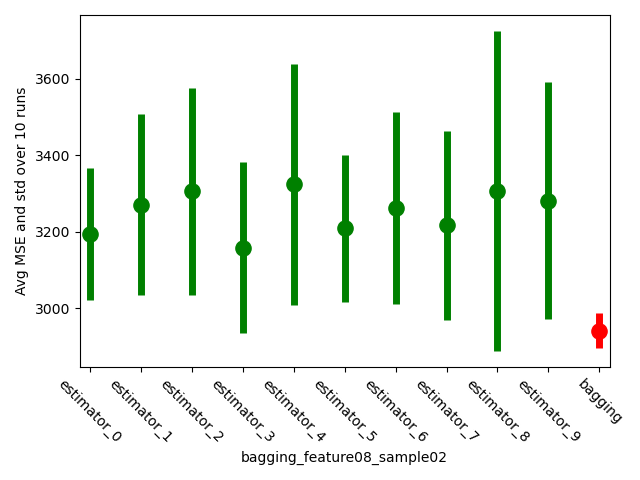 Avg MSE and std over 10 runs
3600
3400
3200
3000
estimator_0
estimator_1
estimator_2
estimator_3
estimator_4
estimator_5
estimator_6
estimator_7
estimator_8
estimator_9
bagging
bagging_feature08_sample02